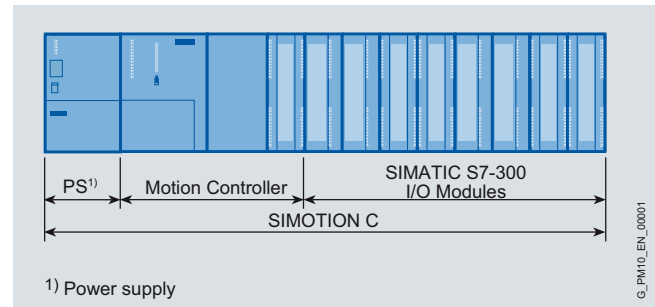 PS1)
Motion Controller
SIMATIC S7-300
I/O Modules
SIMOTION C
1) Power supply
G_PM10_EN_00001